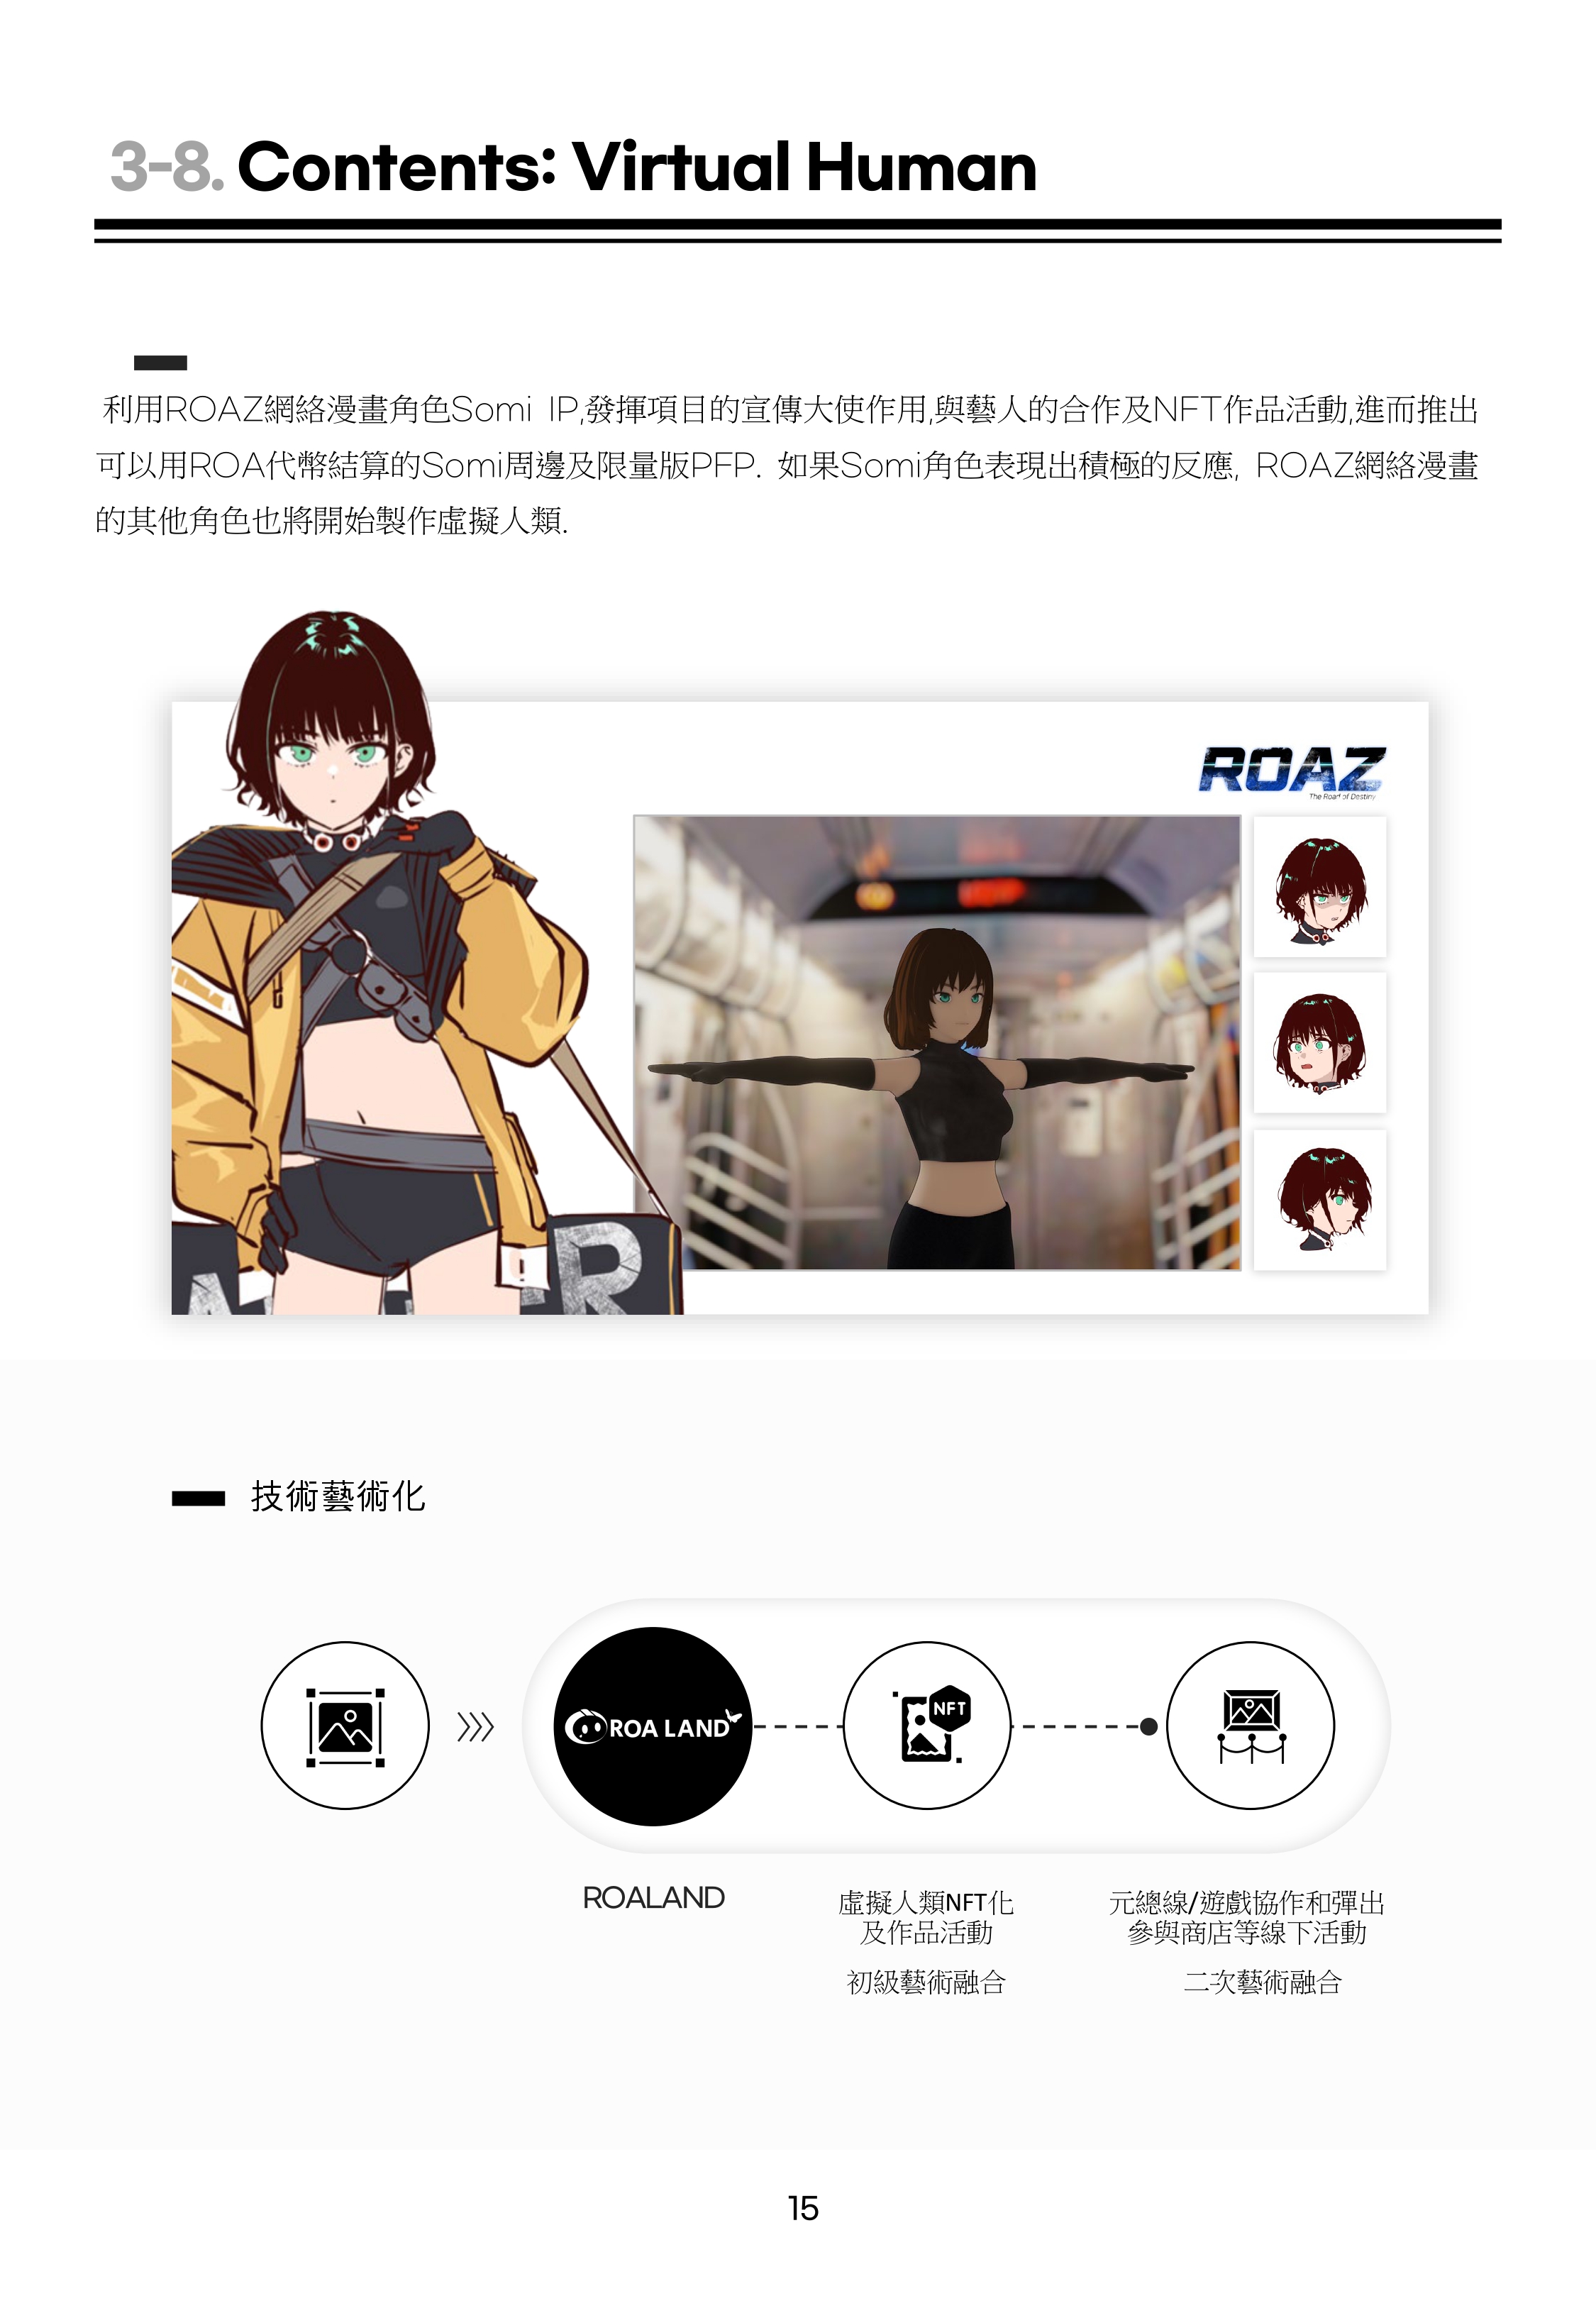 3-8. Contents: Virtual Human
利用ROAZ網絡漫畫角色Somi IP,發揮項目的宣傳大使作用,與藝人的合作及NFT作品活動,進而推出
可以用ROA代幣結算的Somi周邊及限量版PFP. 如果Somi角色表現出積極的反應, ROAZ網絡漫畫
的其他角色也將開始製作虛擬人類.
ROAZ
The Road of Destiny
R
技術藝術化
ROA LAND
NFT
ROALAND
虛擬人類NFT化
及作品活動
初級藝術融合
元總線/遊戲協作和彈出
參與商店等線下活動
二次藝術融合
15